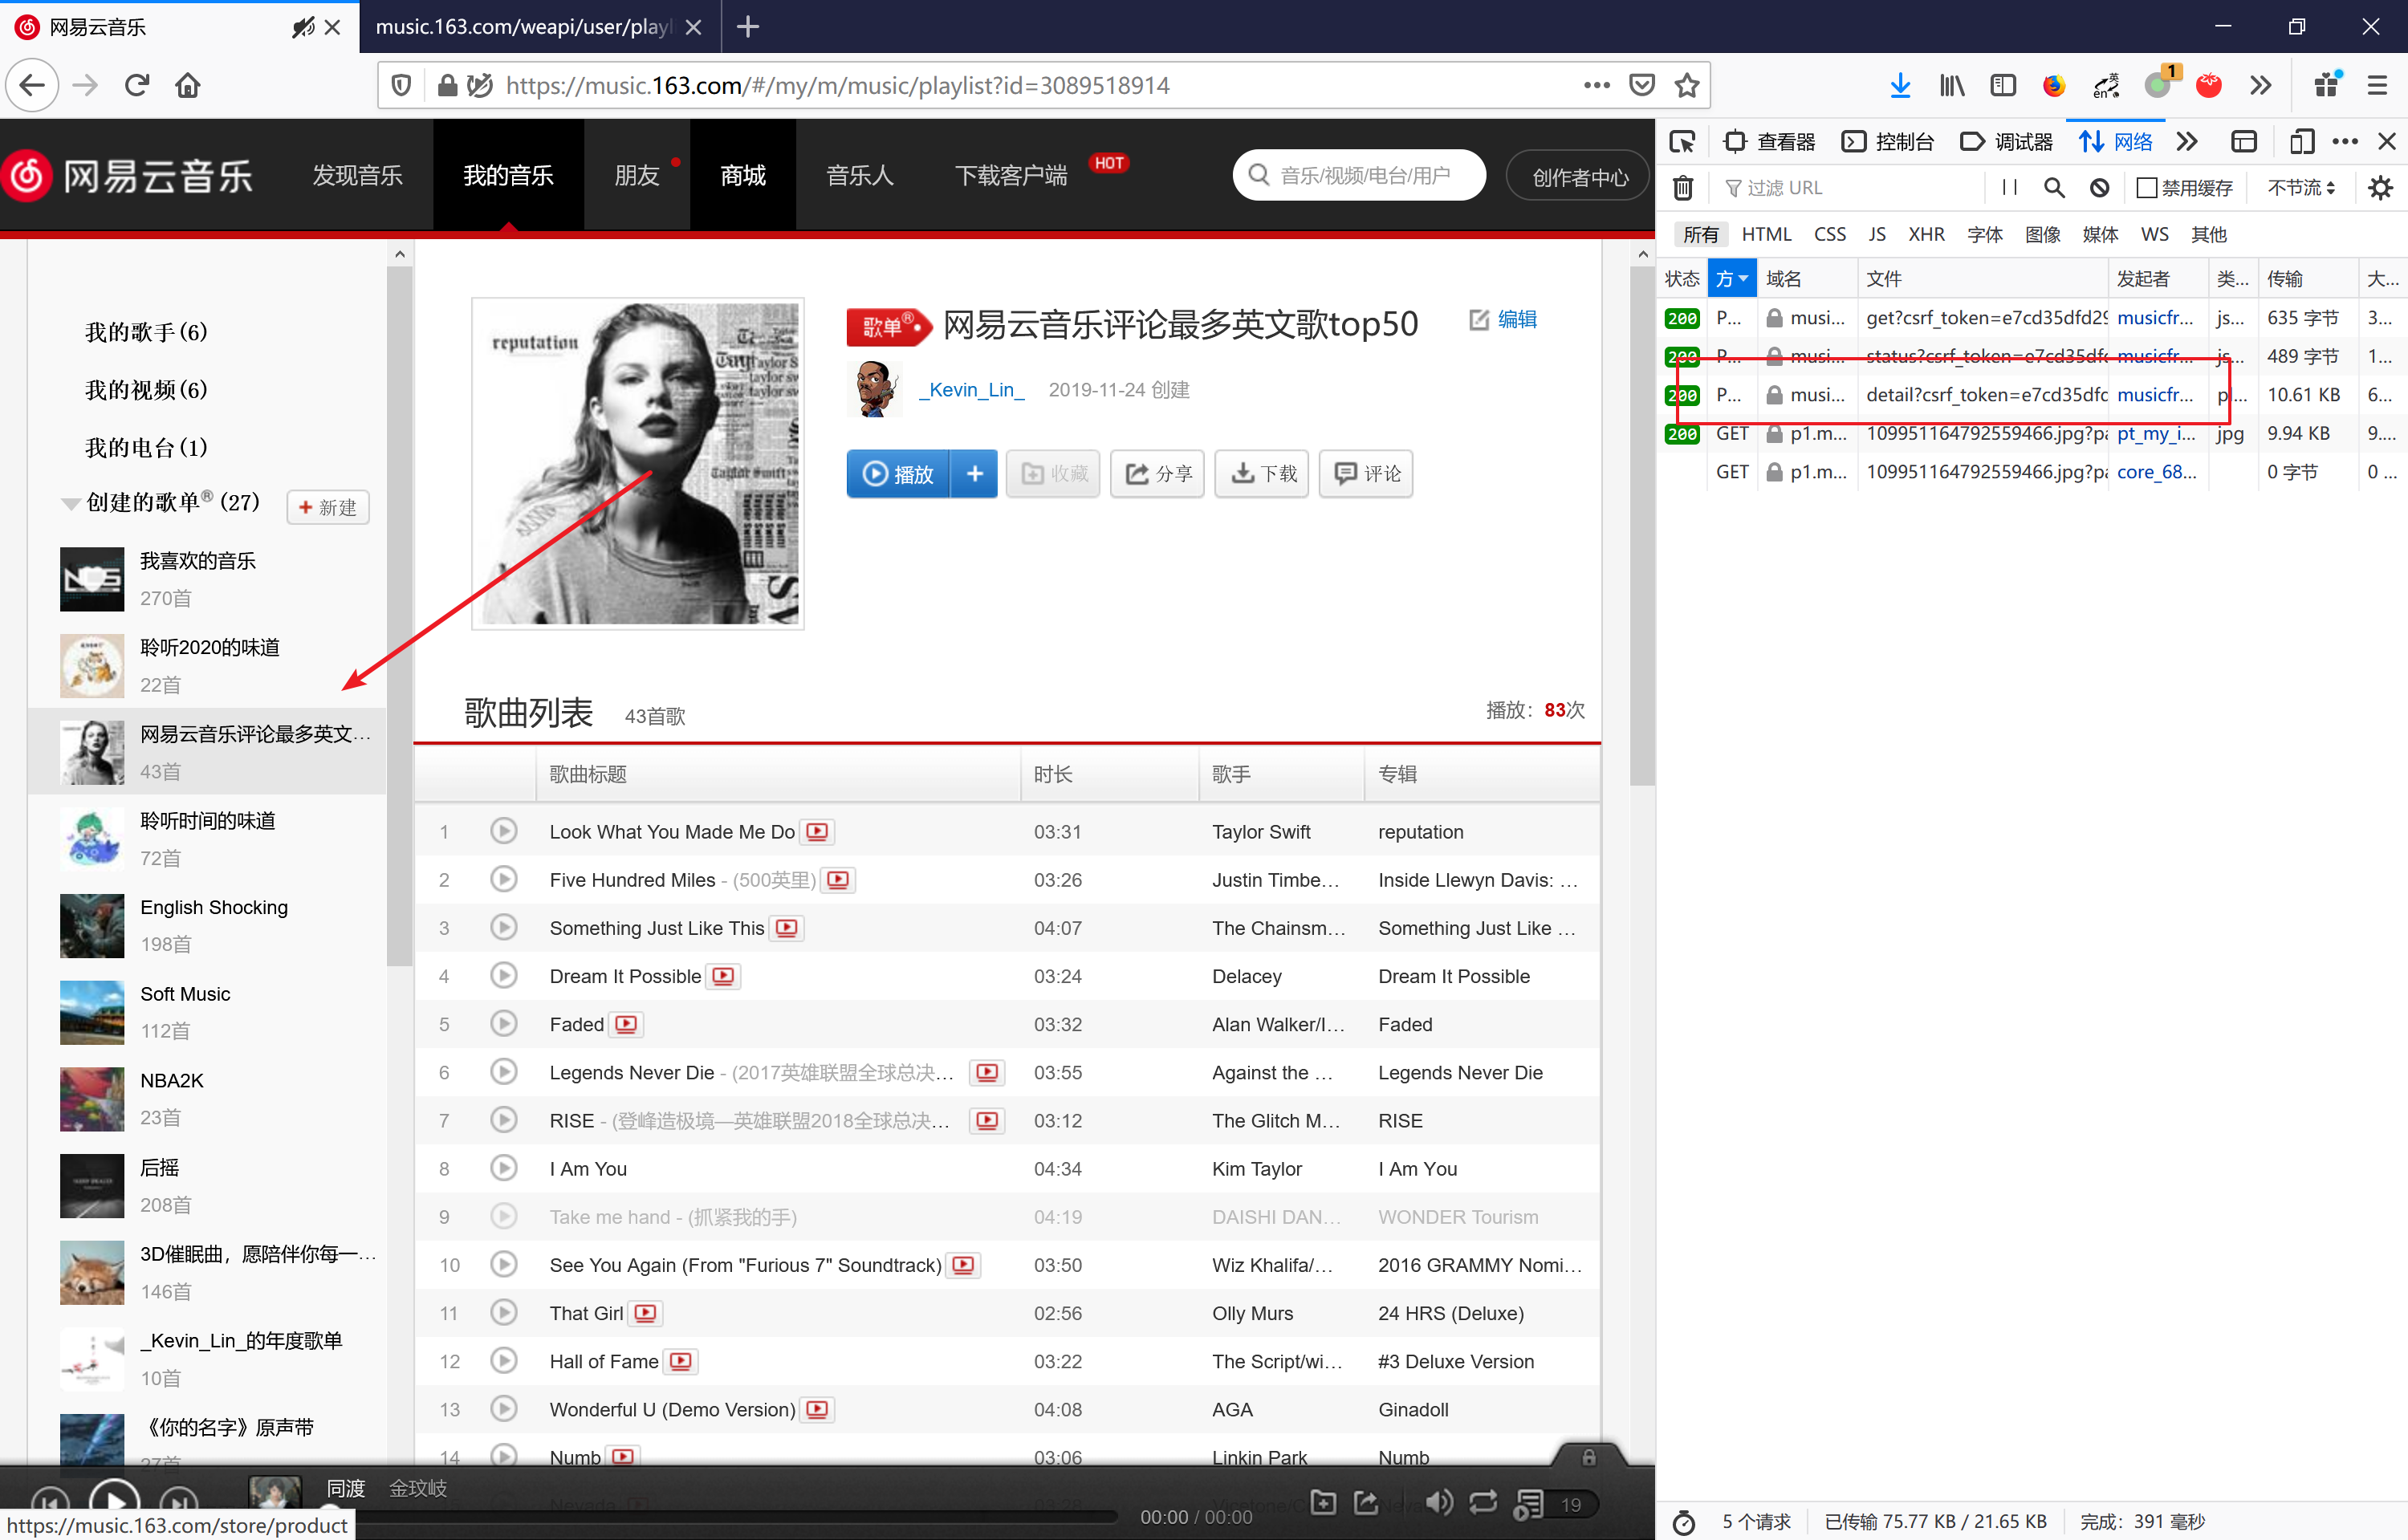 网易云音乐
music.163.com/weapi/user/playl
https://music.163.com/#/my/m/music/playlist?id=3089518914
英
en
1
网易云音乐
发现音乐
我的音乐
朋友
商城
音乐人
下载客户端
HOT
音乐/视频/电台/用户
创作者中心
我的歌手(6)
我的视频(6)
我的电台(1)
创建的歌单®(27)
新建
我喜欢的音乐
270首
聆听2020的味道
22首
网易云音乐评论最多英文…
43首
聆听时间的味道
72首
English Shocking
198首
Soft Music
112首
NBA2K
23首
后摇
208首
3D催眠曲，愿陪伴你每一…
146首
_Kevin_Lin_的年度歌单
10首
《你的名字》原声带
27首
reputation
歌单®
网易云音乐评论最多英文歌top50
编辑
_Kevin_Lin_
2019-11-24 创建
播放
收藏
分享
下载
评论
歌曲列表
43首歌
播放：83次
歌曲标题 时长 歌手 专辑
1 Look What You Made Me Do 03:31 Taylor Swift reputation
2 Five Hundred Miles - (500英里) 03:26 Justin Timbe… Inside Llewyn Davis: …
3 Something Just Like This 04:07 The Chainsm… Something Just Like …
4 Dream It Possible 03:24 Delacey Dream It Possible
5 Faded 03:32 Alan Walker/I… Faded
6 Legends Never Die - (2017英雄联盟全球总决… 03:55 Against the … Legends Never Die
7 RISE - (登峰造极境—英雄联盟2018全球总决… 03:12 The Glitch M… RISE
8 I Am You 04:34 Kim Taylor I Am You
9 Take me hand - (抓紧我的手) 04:19 DAISHI DAN… WONDER Tourism
10 See You Again (From "Furious 7" Soundtrack) 03:50 Wiz Khalifa/… 2016 GRAMMY Nomi…
11 That Girl 02:56 Olly Murs 24 HRS (Deluxe)
12 Hall of Fame 03:22 The Script/wi… #3 Deluxe Version
13 Wonderful U (Demo Version) 04:08 AGA Ginadoll
14 Numb 03:06 Linkin Park Numb
同渡 金玟岐
00:00 / 00:00
19
https://music.163.com/store/product
查看器
控制台
调试器
网络
过滤 URL
禁用缓存
不节流
所有 HTML CSS JS XHR 字体 图像 媒体 WS 其他
状态 方 域名 文件 发起者 类… 传输 大…
200 P… musi… get?csrf_token=e7cd35dfd29 musicfr… js… 635 字节 3…
200 P… musi… status?csrf_token=e7cd35dfd musicfr… js… 489 字节 1…
200 P… musi… detail?csrf_token=e7cd35dfd musicfr… pl… 10.61 KB 6…
200 GET p1.m… 109951164792559466.jpg?pa pt_my_i… jpg 9.94 KB 9.…
GET p1.m… 109951164792559466.jpg?pa core_68… 0 字节 0 …
5 个请求
已传输 75.77 KB / 21.65 KB
完成：391 毫秒